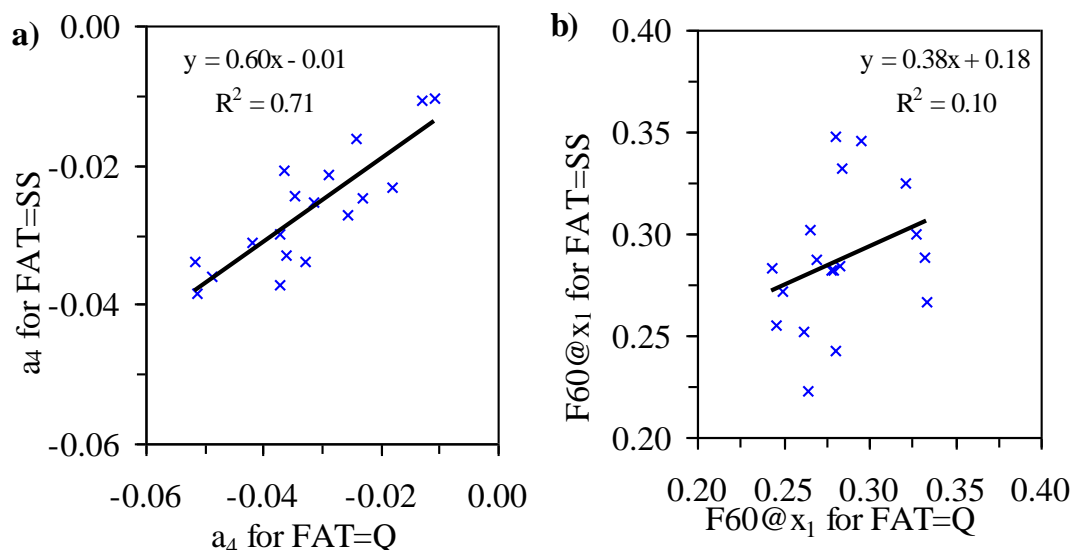 a)
y = 0.60x - 0.01
R² = 0.71
0.00
-0.02
-0.04
-0.06
a₄ for FAT=SS
-0.06 -0.04 -0.02 0.00
a₄ for FAT=Q
b)
y = 0.38x + 0.18
R² = 0.10
0.40
0.35
0.30
0.25
0.20
F60@x₁ for FAT=SS
0.20 0.25 0.30 0.35 0.40
F60@x₁ for FAT=Q